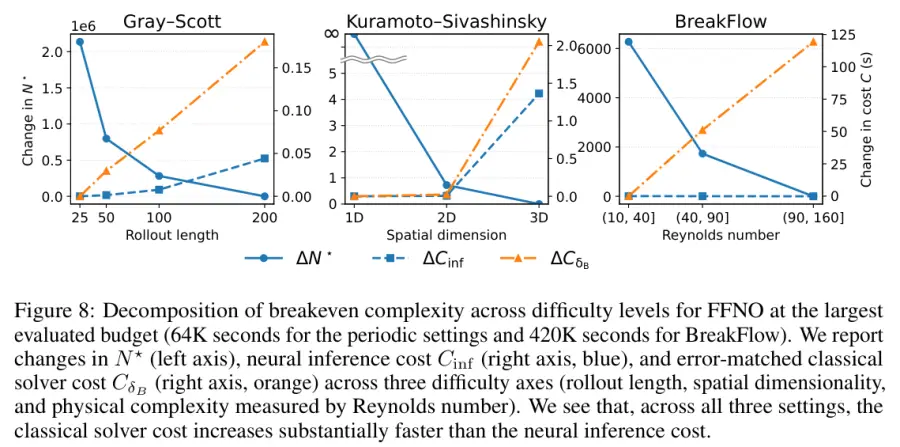 Gray–Scott
Kuramoto–Sivashinsky
BreakFlow
1e6
Change in N⋆
2.0
1.5
1.0
0.5
0.0
0.15
0.10
0.05
0.00
25 50 100 200
Rollout length
∞
5
4
3
2
1
0
2.0
1.5
1.0
0.5
0.0
1D 2D 3D
Spatial dimension
6000
4000
2000
0
125
100
75
50
25
0
Change in cost C (s)
(10, 40] (40, 90] (90, 160]
Reynolds number
ΔN⋆ ΔC_inf ΔC_δ_B
Figure 8: Decomposition of breakeven complexity across difficulty levels for FFNO at the largest
evaluated budget (64K seconds for the periodic settings and 420K seconds for BreakFlow). We report
changes in N⋆ (left axis), neural inference cost C_inf (right axis, blue), and error-matched classical
solver cost C_δ_B (right axis, orange) across three difficulty axes (rollout length, spatial dimensionality,
and physical complexity measured by Reynolds number). We see that, across all three settings, the
classical solver cost increases substantially faster than the neural inference cost.